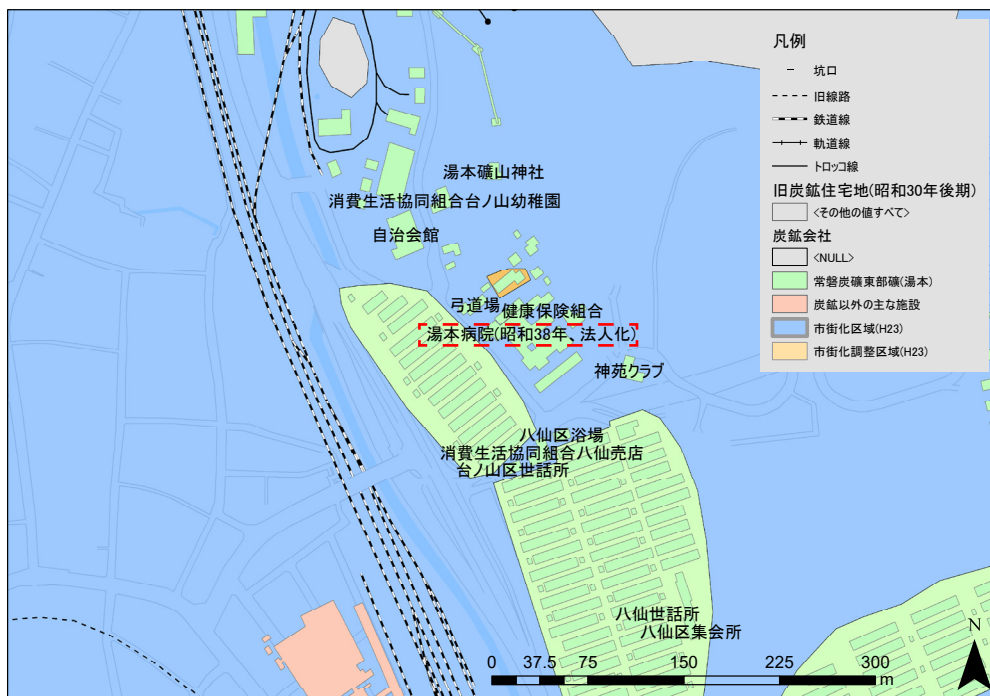 凡例
坑口
旧線路
鉄道線
軌道線
トロッコ線
旧炭鉱住宅地(昭和30年後期)
<その他の値すべて>
炭鉱会社
<NULL>
常磐炭礦東部礦(湯本)
炭鉱以外の主な施設
市街化区域(H23)
市街化調整区域(H23)
湯本礦山神社
消費生活協同組合台ノ山幼稚園
自治会館
弓道場
健康保険組合
湯本病院(昭和38年、法人化)
神苑クラブ
八仙区浴場
消費生活協同組合八仙売店
台ノ山区世話所
八仙世話所
八仙区集会所
N
0 37.5 75 150 225 300
m